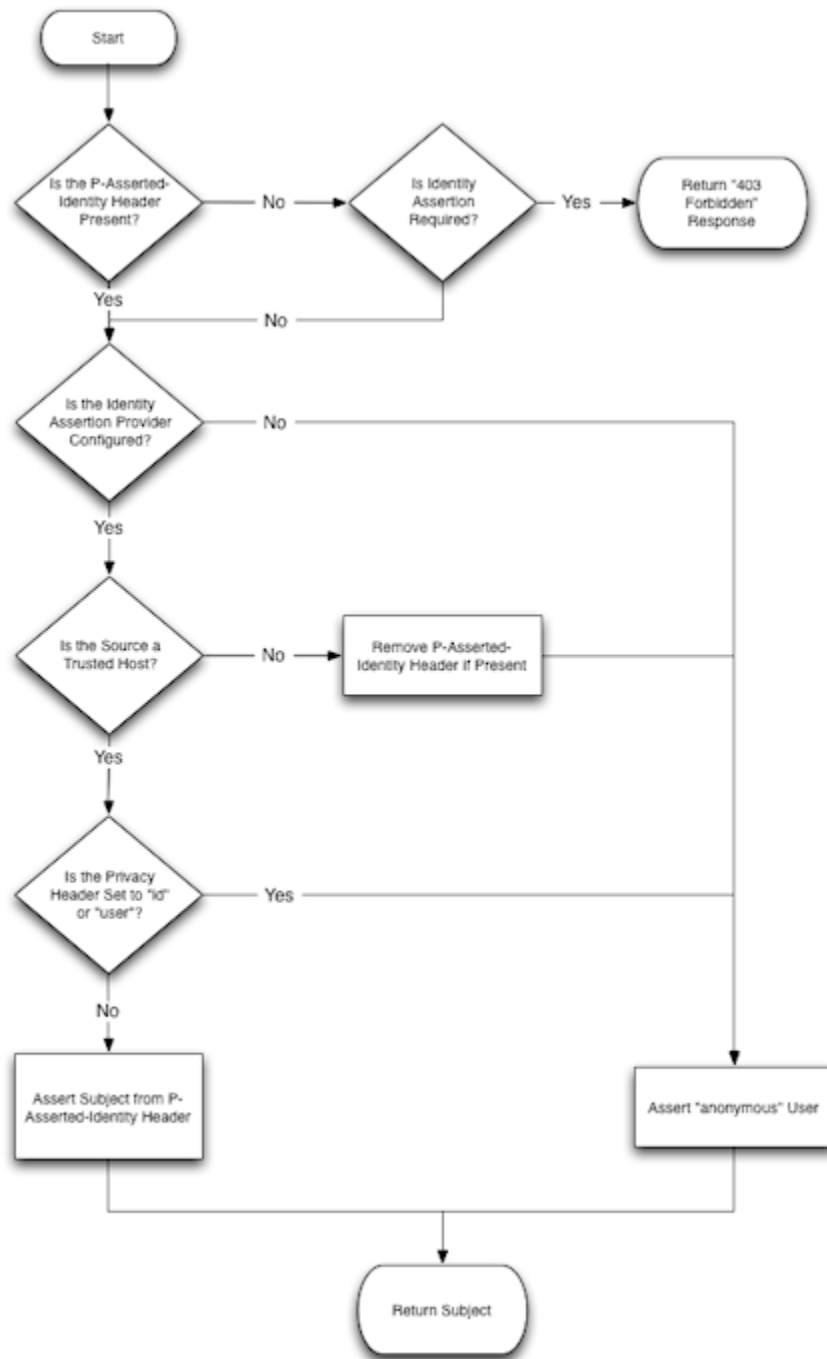 Start
Is the P-Asserted-
Identity Header
Present?
No
Is Identity
Assertion
Required?
Yes
Return "403
Forbidden"
Response
Yes
No
Is the Identity
Assertion Provider
Configured?
No
Yes
Is the Source a
Trusted Host?
No
Remove P-Asserted-
Identity Header if Present
Yes
Is the Privacy
Header Set to "id"
or "user"?
Yes
No
Assert Subject from P-
Asserted-Identity Header
Assert "anonymous" User
Return Subject